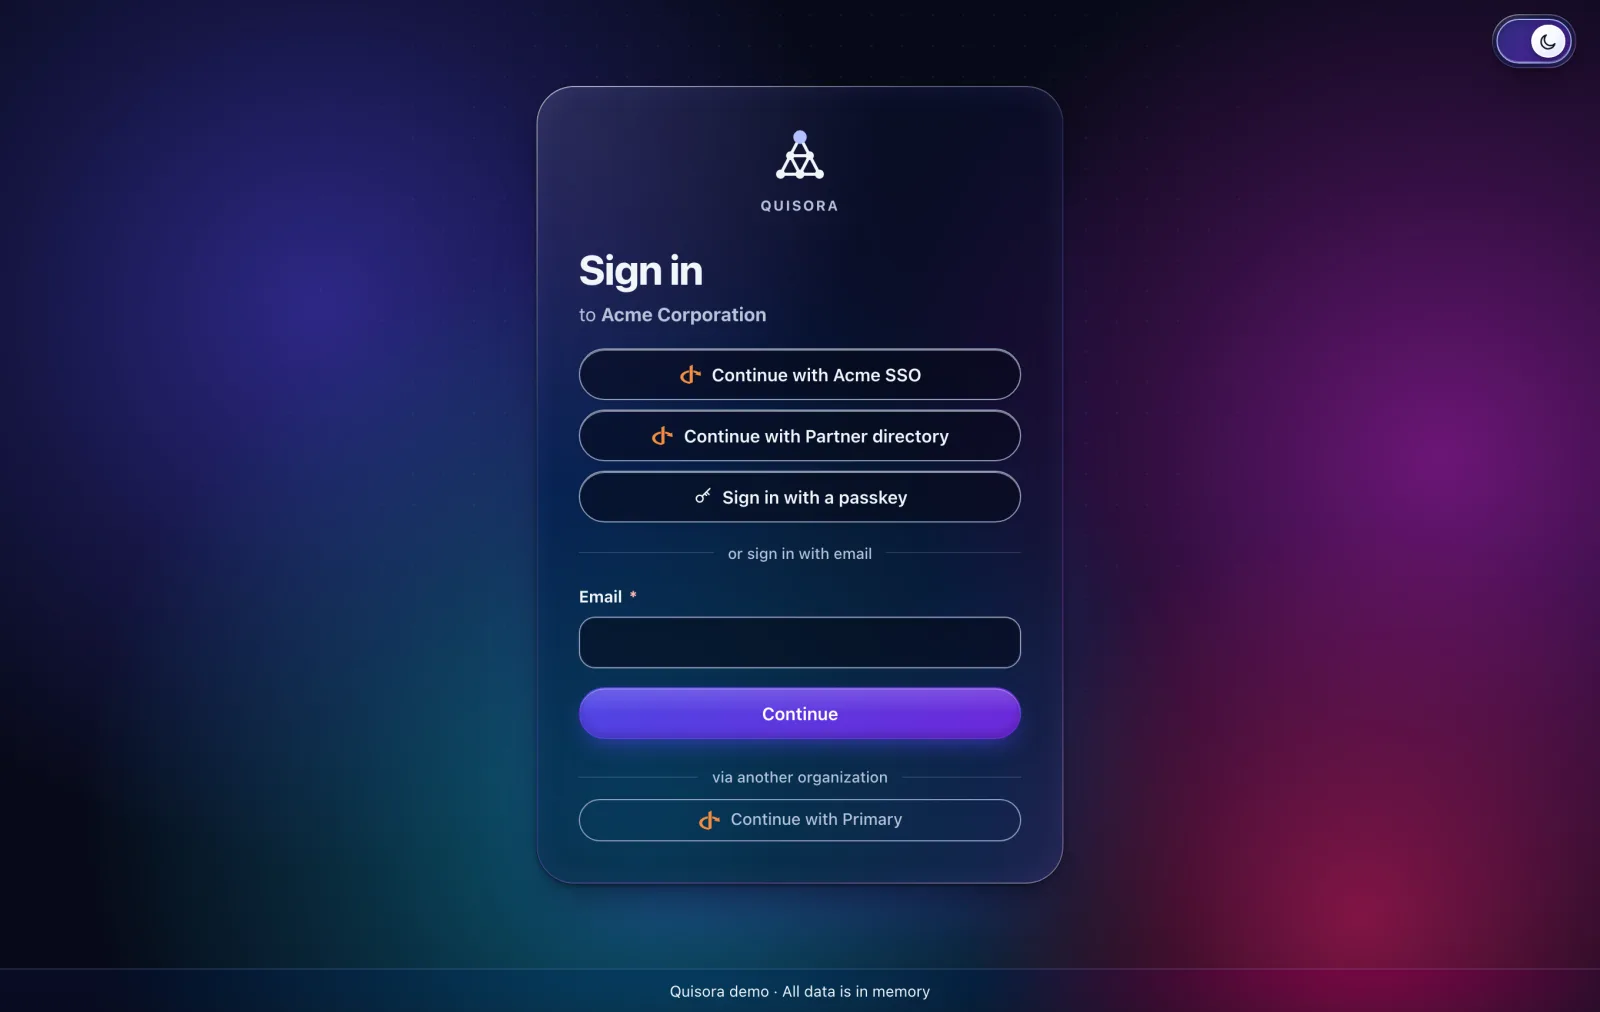 QUISORA
Sign in
to Acme Corporation
Continue with Acme SSO
Continue with Partner directory
Sign in with a passkey
or sign in with email
Email *
Continue
via another organization
Continue with Primary
Quisora demo · All data is in memory